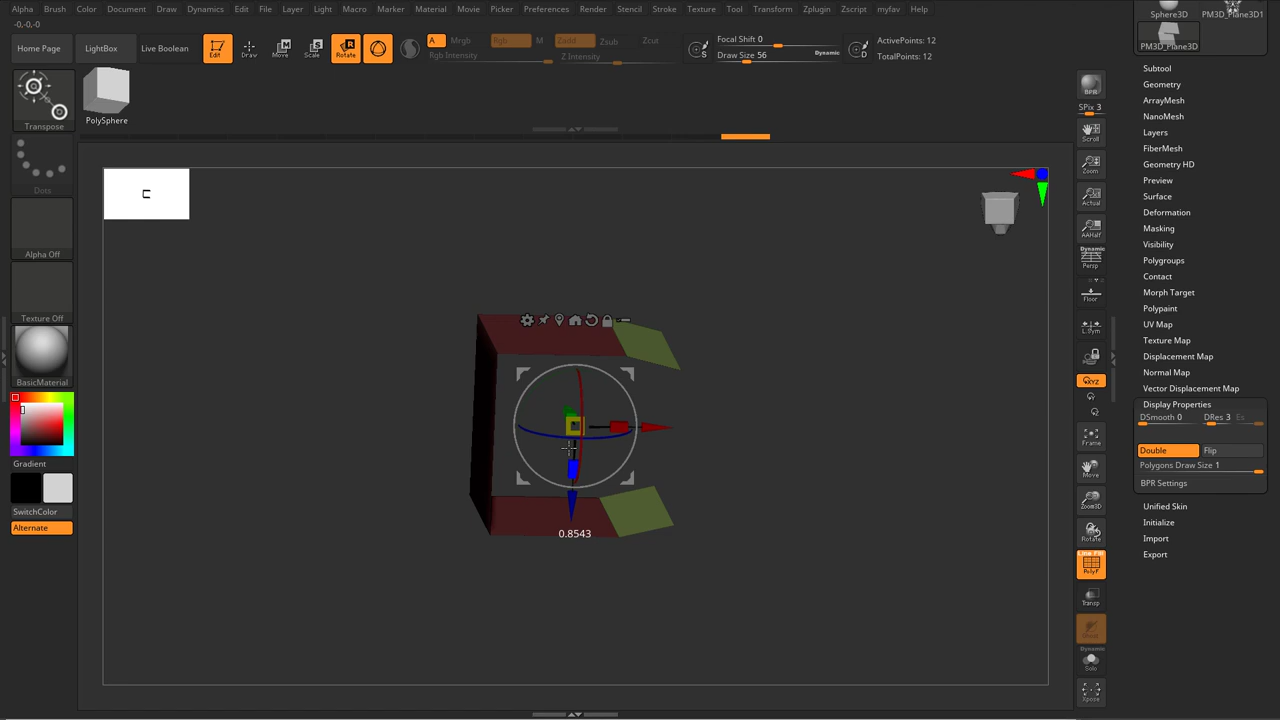 Alpha Brush Color Document Draw Dynamics Edit File Layer Light Macro Marker Material Movie Picker Preferences Render Stencil Stroke Texture Tool Transform Zplugin Zscript myfav Help
-0,-0,-0
Home Page LightBox Live Boolean Edit Draw Move Scale Rotate A Mrgb Rgb M Zadd Zsub Zcut
Rgb Intensity Z Intensity
Focal Shift 0
Draw Size 56 Dynamic
ActivePoints: 12
TotalPoints: 12
Sphere3D PM3D_Plane3D1
PM3D_Plane3D
Transpose
PolySphere
Dots
Alpha Off
Texture Off
BasicMaterial
Gradient
SwitchColor
Alternate
0.8543
BPR
SPix 3
Scroll
Zoom
Actual
AAHalf
Dynamic
Persp
Floor
L.Sym
XYZ
Frame
Move
Zoom3D
Rotate
Line Fill
PolyF
Transp
Ghost
Dynamic
Solo
Xpose
Subtool
Geometry
ArrayMesh
NanoMesh
Layers
FiberMesh
Geometry HD
Preview
Surface
Deformation
Masking
Visibility
Polygroups
Contact
Morph Target
Polypaint
UV Map
Texture Map
Displacement Map
Normal Map
Vector Displacement Map
Display Properties
DSmooth 0 DRes 3 Es
Double Flip
Polygons Draw Size 1
BPR Settings
Unified Skin
Initialize
Import
Export